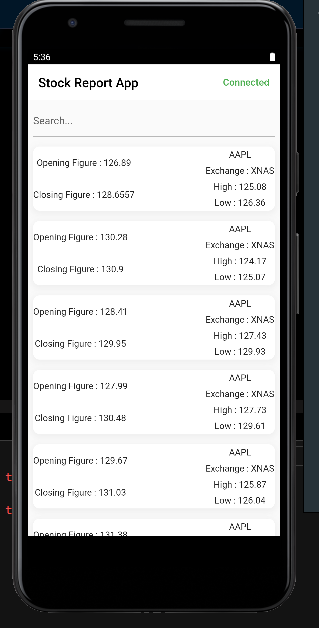 5:36
Stock Report App
Connected
Search...
Opening Figure : 126.89
Closing Figure : 128.6557
AAPL
Exchange : XNAS
High : 125.08
Low : 126.36
Opening Figure : 130.28
Closing Figure : 130.9
AAPL
Exchange : XNAS
High : 124.17
Low : 125.07
Opening Figure : 128.41
Closing Figure : 129.95
AAPL
Exchange : XNAS
High : 127.43
Low : 129.93
Opening Figure : 127.99
Closing Figure : 130.48
AAPL
Exchange : XNAS
High : 127.73
Low : 129.61
Opening Figure : 129.67
Closing Figure : 131.03
AAPL
Exchange : XNAS
High : 125.87
Low : 126.04
Opening Figure : 131.38
AAPL
t
t